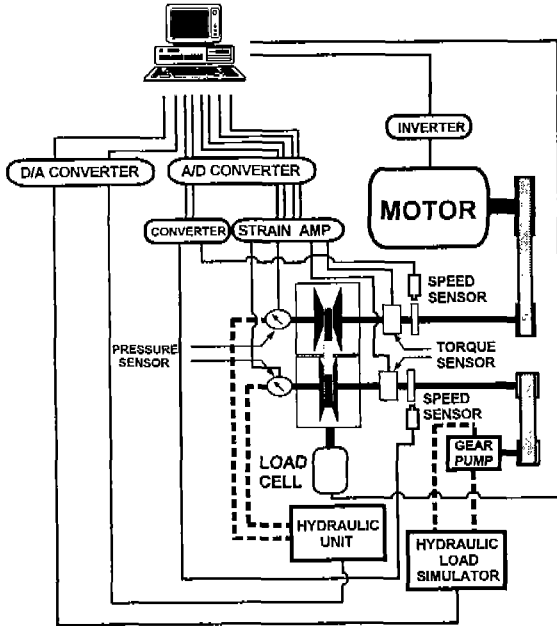 INVERTER
D/A CONVERTER
A/D CONVERTER
MOTOR
CONVERTER
STRAIN AMP
SPEED
SENSOR
PRESSURE
SENSOR
TORQUE
SENSOR
SPEED
SENSOR
GEAR
PUMP
LOAD
CELL
HYDRAULIC
UNIT
HYDRAULIC
LOAD
SIMULATOR